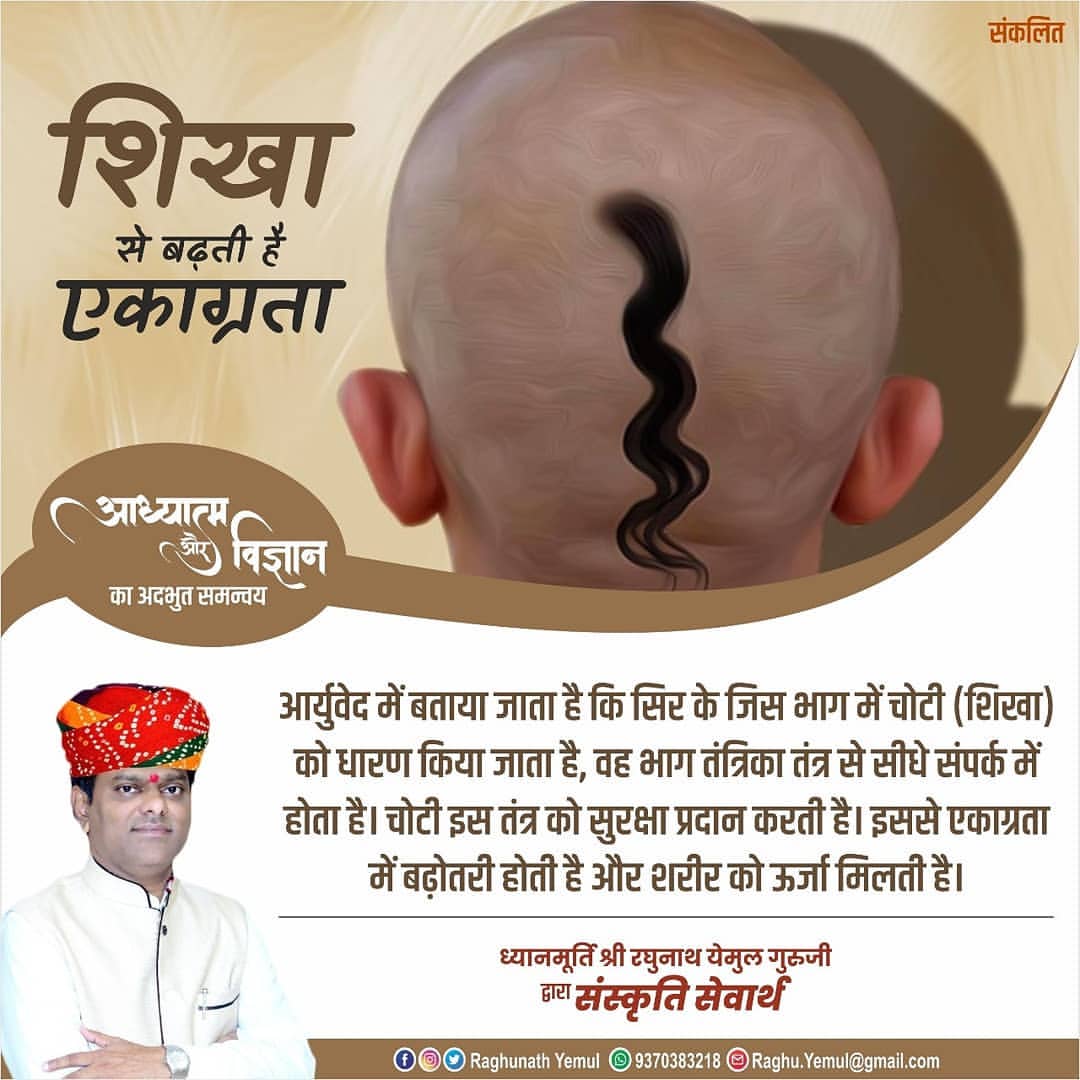 संकलित
शिखा
से बढ़ती है
एकाग्रता
आध्यात्म
और विज्ञान
का अदभुत समन्वय
आर्युवेद में बताया जाता है कि सिर के जिस भाग में चोटी (शिखा)
को धारण किया जाता है, वह भाग तंत्रिका तंत्र से सीधे संपर्क में
होता है। चोटी इस तंत्र को सुरक्षा प्रदान करती है। इससे एकाग्रता
में बढ़ोतरी होती है और शरीर को ऊर्जा मिलती है।
ध्यानमूर्ति श्री रघुनाथ येमुल गुरुजी
द्वारा संस्कृति सेवार्थ
Raghunath Yemul 9370383218 Raghu.Yemul@gmail.com